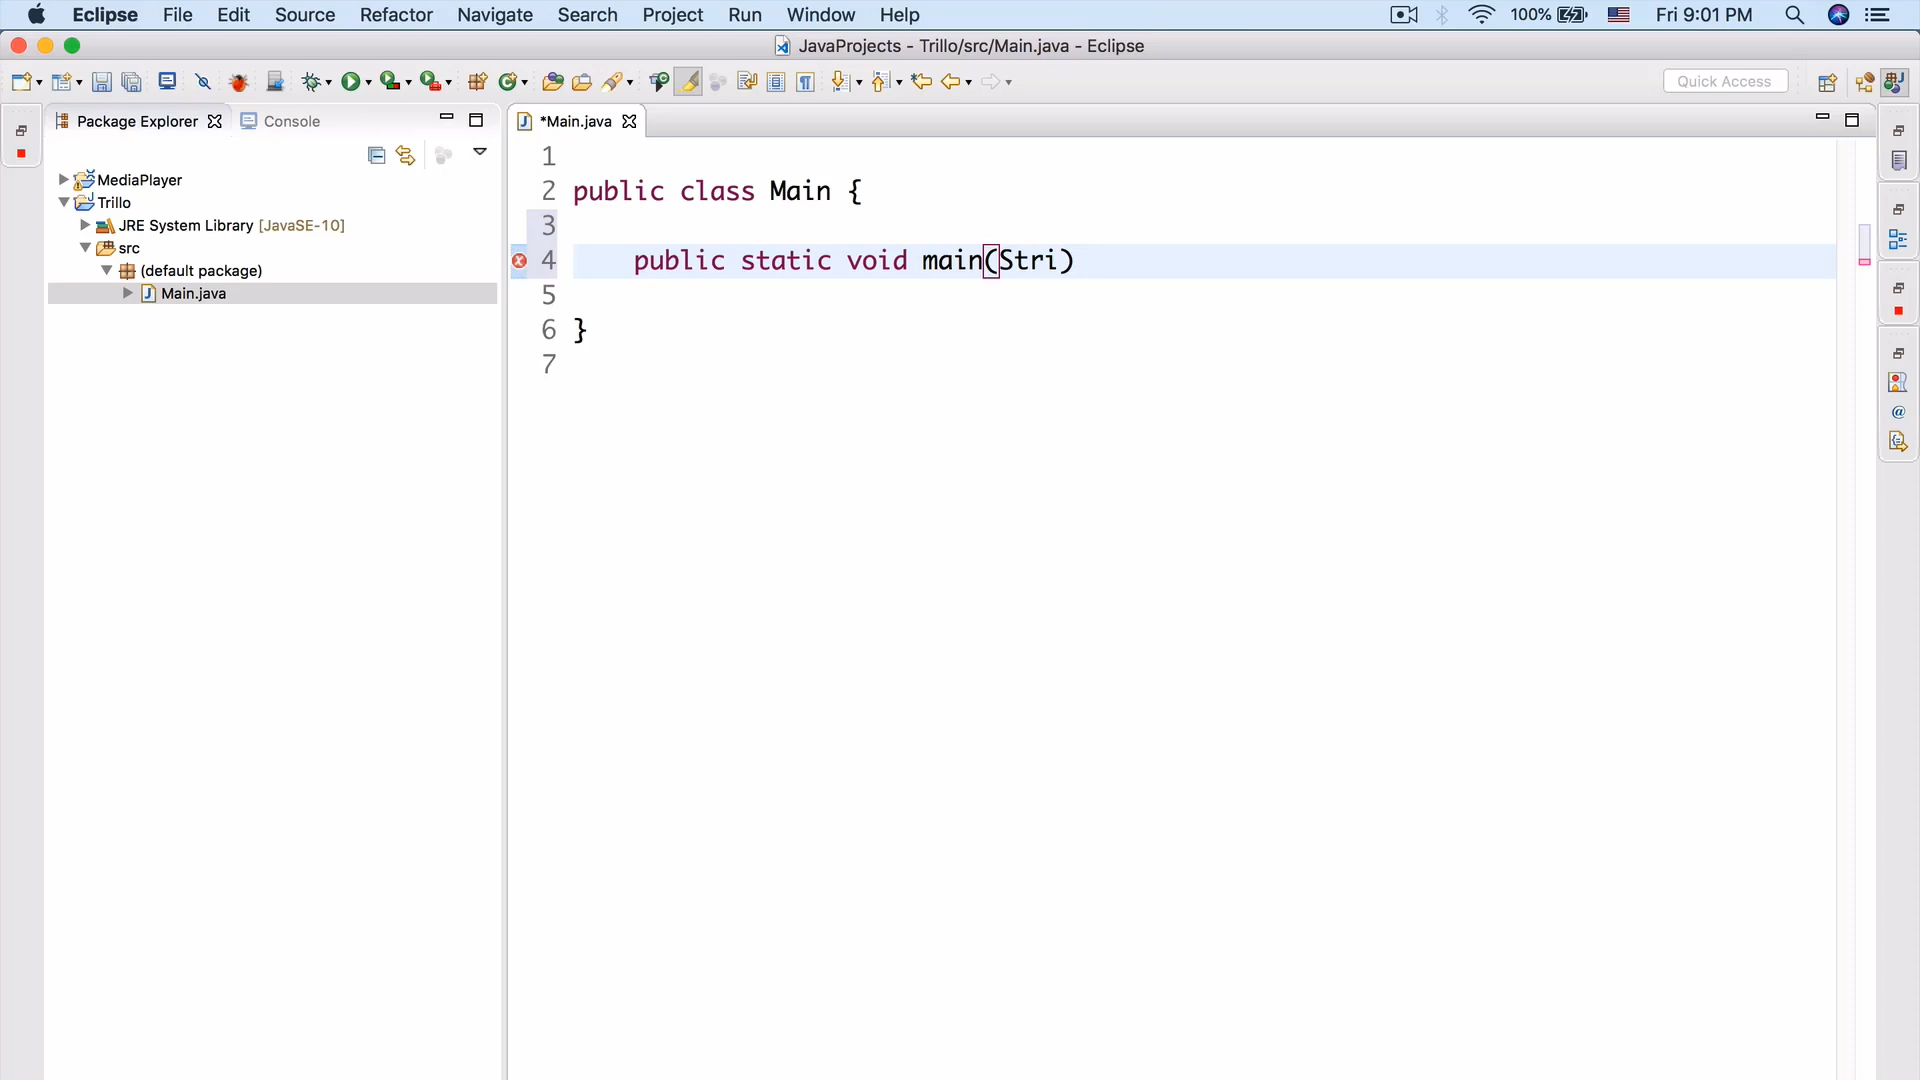 Eclipse File Edit Source Refactor Navigate Search Project Run Window Help 100% Fri 9:01 PM
JavaProjects - Trillo/src/Main.java - Eclipse
Quick Access
Package Explorer Console *Main.java
MediaPlayer
Trillo
JRE System Library [JavaSE-10]
src
(default package)
Main.java
1
2 public class Main {
3
4 public static void main(Stri)
5
6 }
7